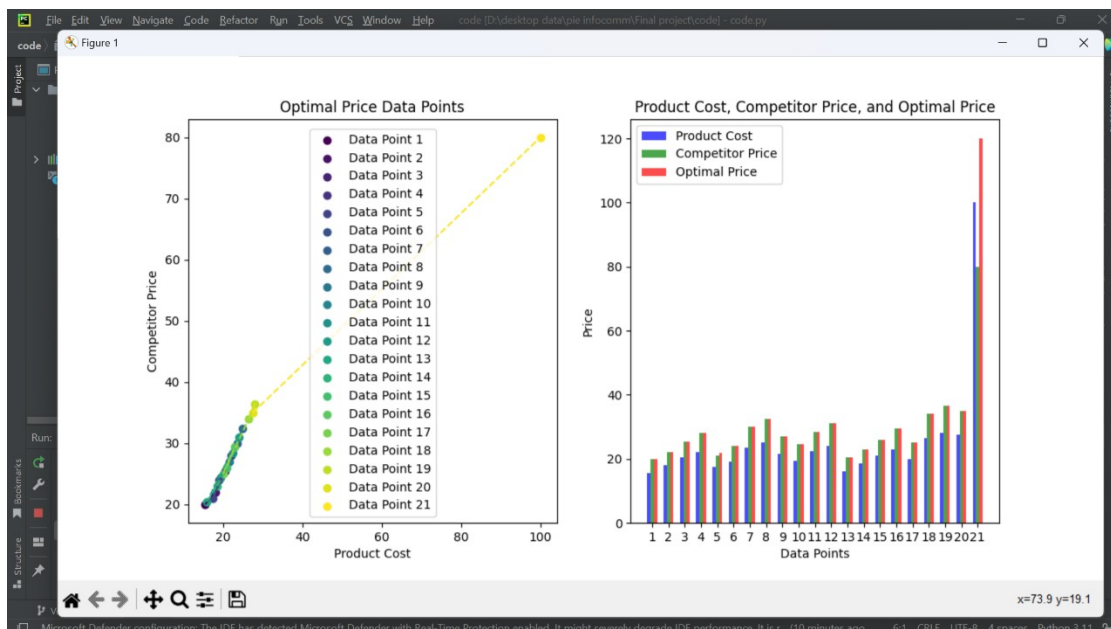 File Edit View Navigate Code Refactor Run Tools VCS Window Help code [D:\desktop data\pie infocomm\Final project\code] - code.py
code
Figure 1
Project
Optimal Price Data Points
80
70
60
50
40
30
20
Competitor Price
20 40 60 80 100
Product Cost
Data Point 1
Data Point 2
Data Point 3
Data Point 4
Data Point 5
Data Point 6
Data Point 7
Data Point 8
Data Point 9
Data Point 10
Data Point 11
Data Point 12
Data Point 13
Data Point 14
Data Point 15
Data Point 16
Data Point 17
Data Point 18
Data Point 19
Data Point 20
Data Point 21
Product Cost, Competitor Price, and Optimal Price
Product Cost
Competitor Price
Optimal Price
120
100
80
60
40
20
0
Price
1 2 3 4 5 6 7 8 9 10 11 12 13 14 15 16 17 18 19 20 21
Data Points
Run:
Bookmarks
Structure
x=73.9 y=19.1
Microsoft Defender configuration: The IDE has detected Microsoft Defender with Real-Time Protection enabled. It might severely degrade IDE performance. It is r... (10 minutes ago 6:1 CRLF UTF-8 4 spaces Python 3.11